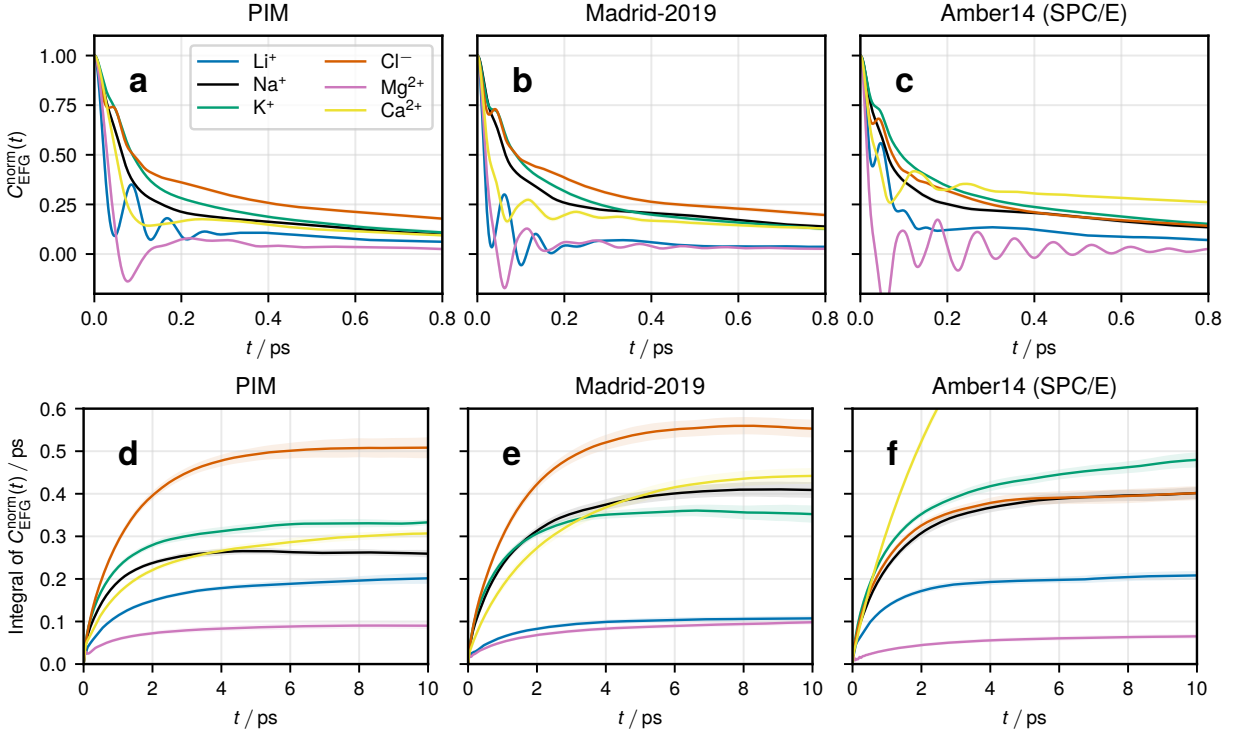 PIM
Madrid-2019
Amber14 (SPC/E)
a
b
c
Li⁺
Na⁺
K⁺
Cl⁻
Mg²⁺
Ca²⁺
C_EFG^norm(t)
1.00
0.75
0.50
0.25
0.00
0.0 0.2 0.4 0.6 0.8
0.0 0.2 0.4 0.6 0.8
0.0 0.2 0.4 0.6 0.8
t / ps
t / ps
t / ps
PIM
Madrid-2019
Amber14 (SPC/E)
d
e
f
Integral of C_EFG^norm(t) / ps
0.6
0.5
0.4
0.3
0.2
0.1
0.0
0 2 4 6 8 10
0 2 4 6 8 10
0 2 4 6 8 10
t / ps
t / ps
t / ps